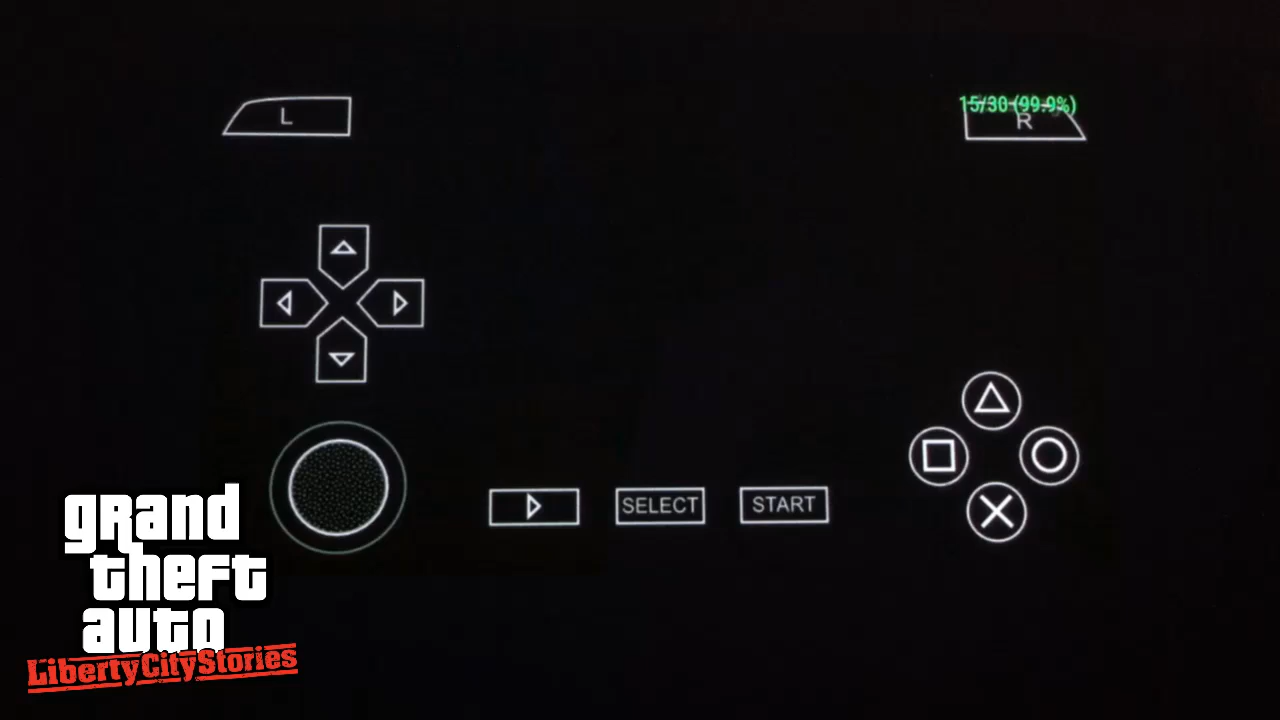 L
15/30 (99.9%)
R
SELECT
START
grand
theft
auto
LibertyCityStories